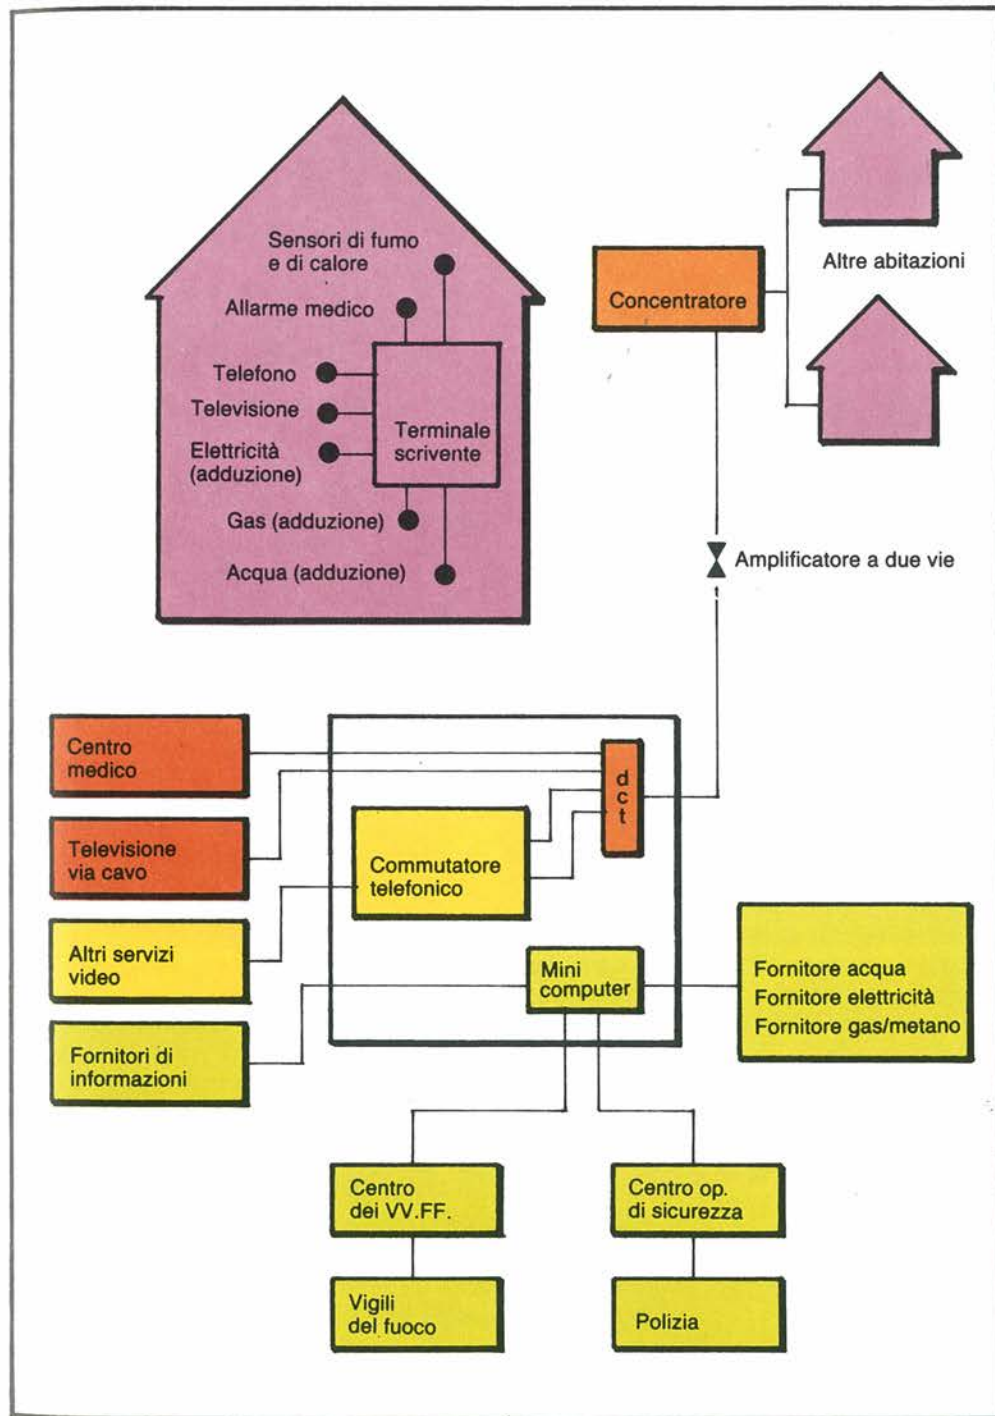 Sensori di fumo
e di calore
Allarme medico
Telefono
Televisione
Elettricità
(adduzione)
Terminale
scrivente
Gas (adduzione)
Acqua (adduzione)
Concentratore
Altre abitazioni
Amplificatore a due vie
Centro
medico
Televisione
via cavo
Altri servizi
video
Fornitori di
informazioni
d
c
t
Commutatore
telefonico
Mini
computer
Fornitore acqua
Fornitore elettricità
Fornitore gas/metano
Centro
dei VV.FF.
Centro op.
di sicurezza
Vigili
del fuoco
Polizia